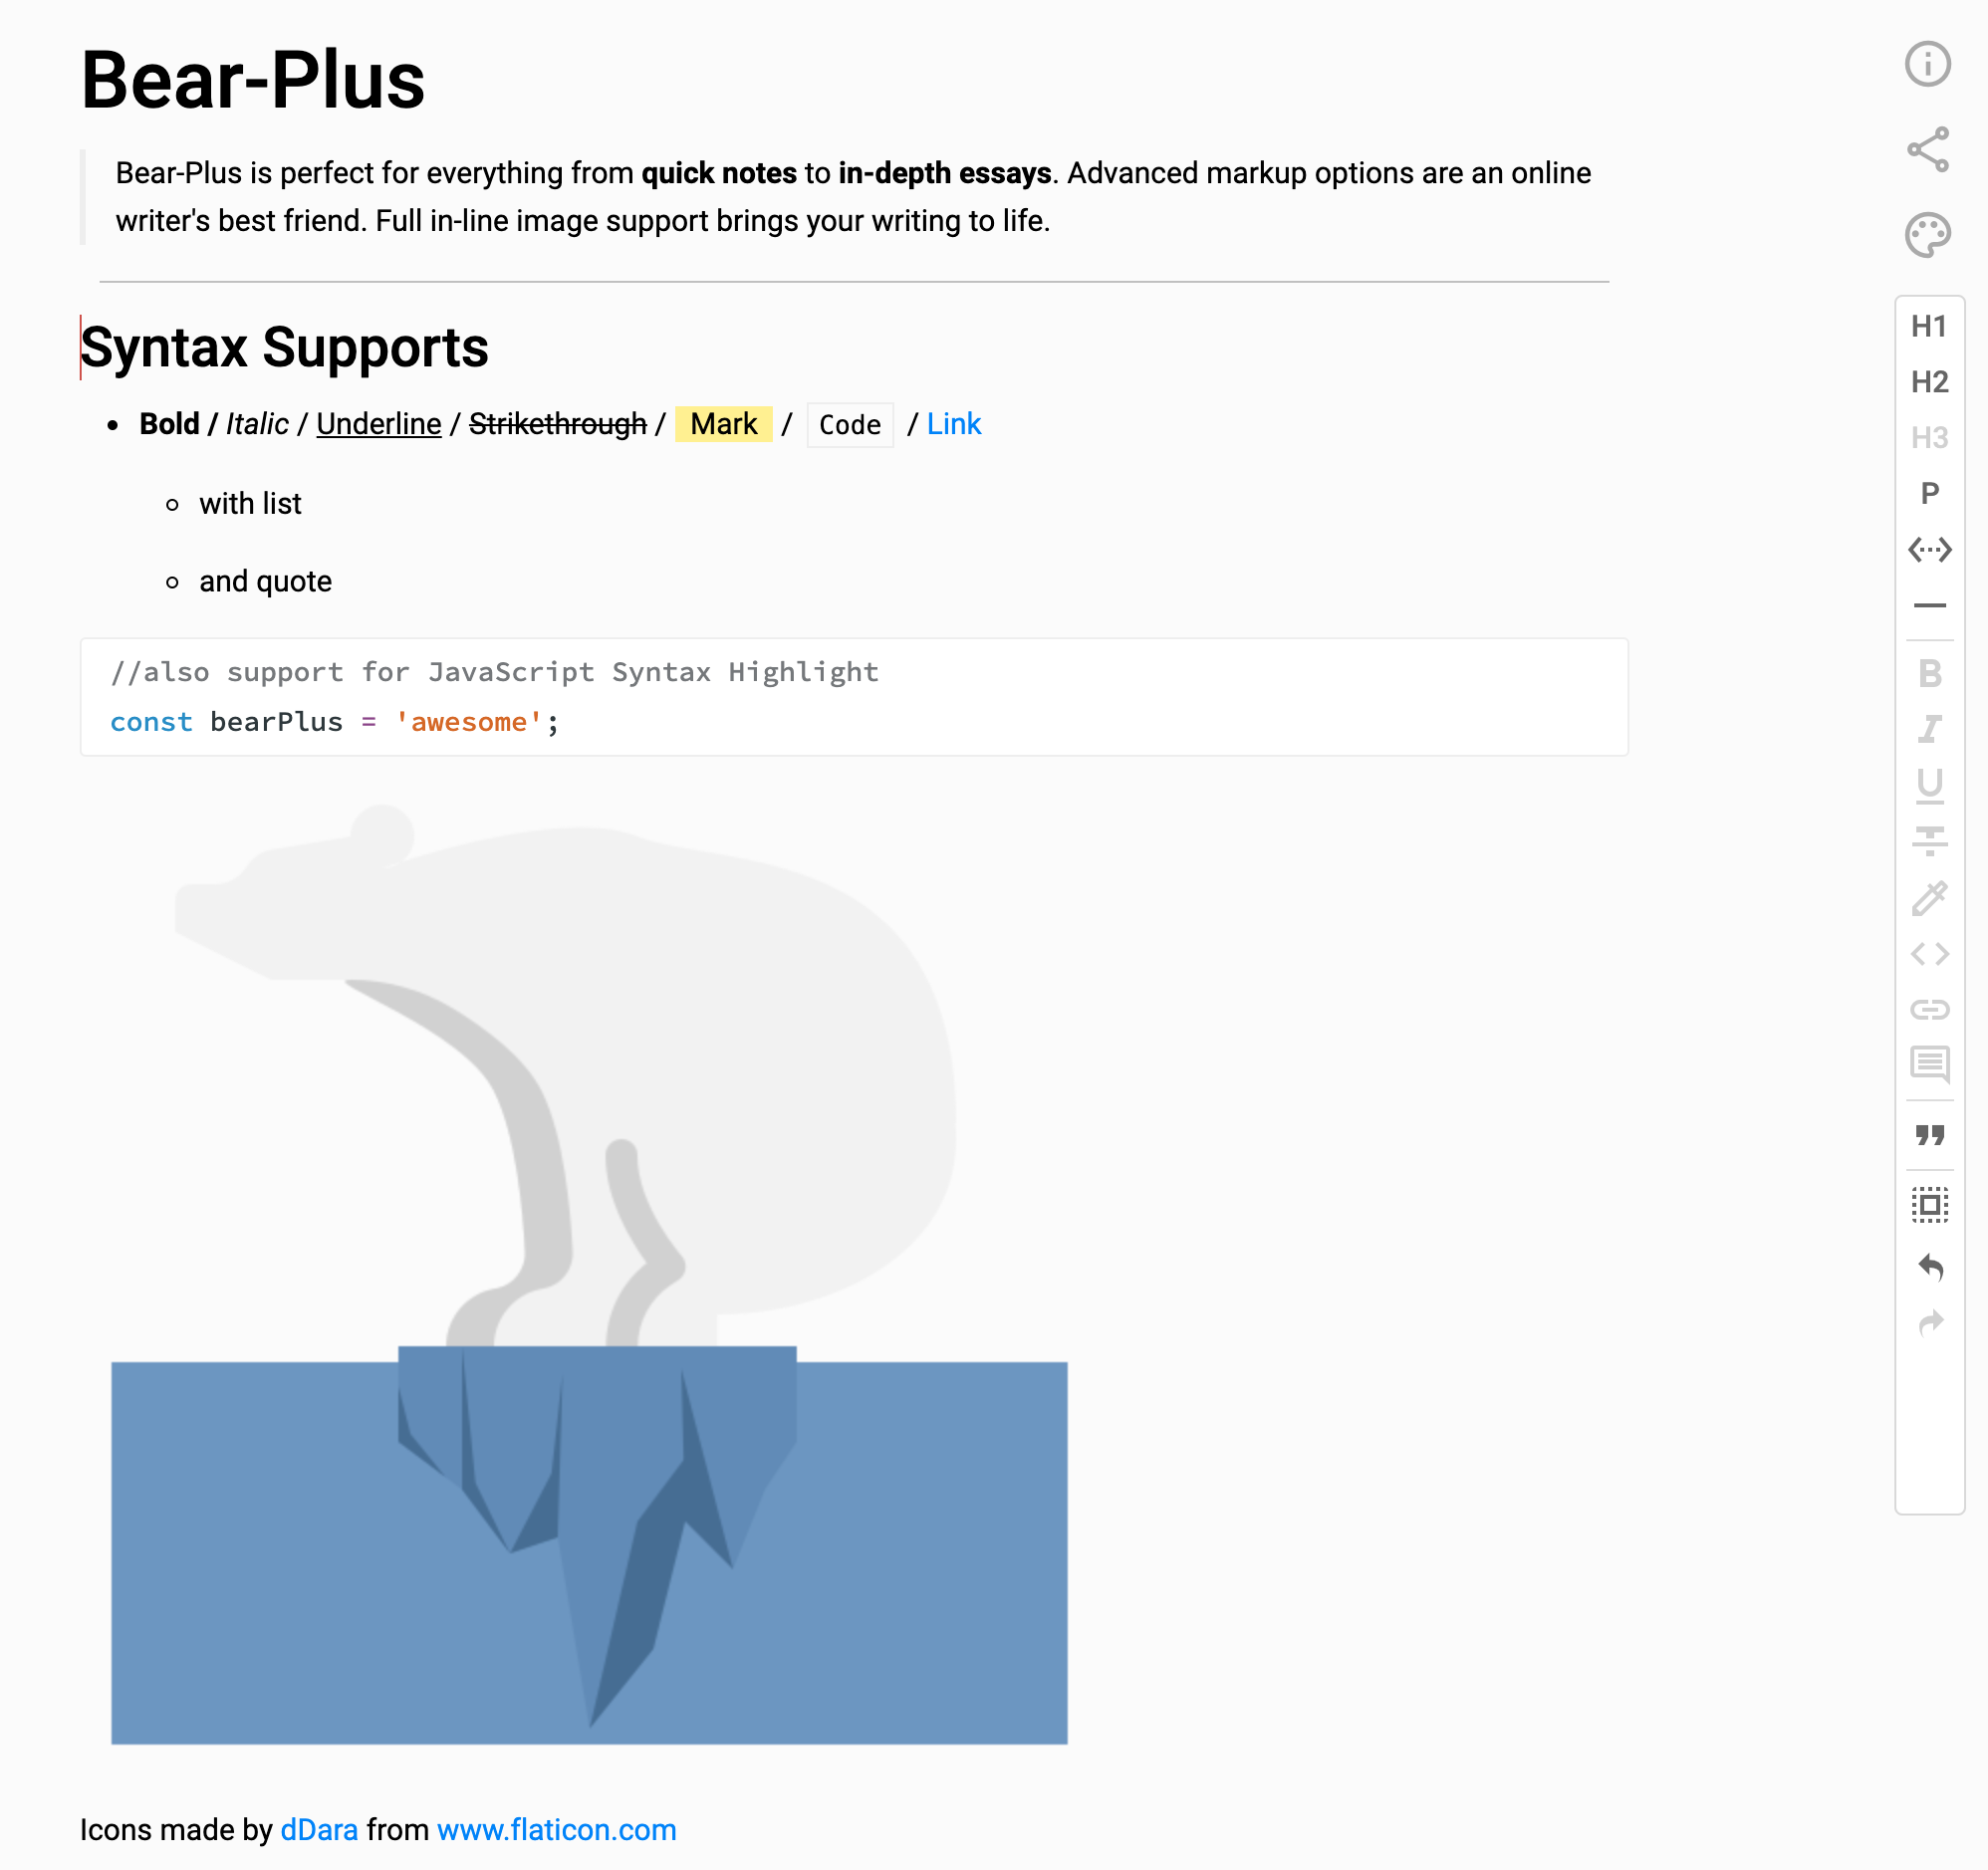 Bear-Plus
Bear-Plus is perfect for everything from quick notes to in-depth essays. Advanced markup options are an online
writer's best friend. Full in-line image support brings your writing to life.
Syntax Supports
Bold / Italic / Underline / Strikethrough / Mark / Code / Link
with list
and quote
//also support for JavaScript Syntax Highlight
const bearPlus = 'awesome';
Icons made by dDara from www.flaticon.com
H1
H2
H3
P
B
I
U